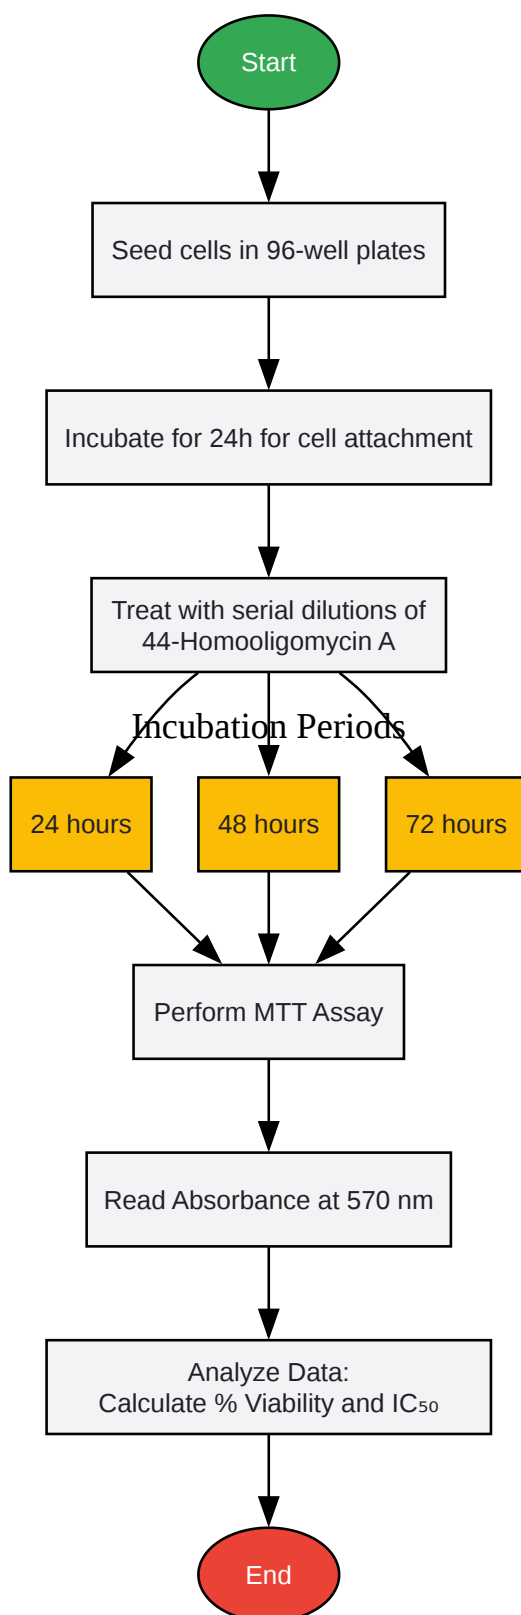 Start
Seed cells in 96-well plates
Incubate for 24h for cell attachment
Treat with serial dilutions of
44-Homooligomycin A
Incubation Periods
24 hours
48 hours
72 hours
Perform MTT Assay
Read Absorbance at 570 nm
Analyze Data:
Calculate % Viability and IC₅₀
End